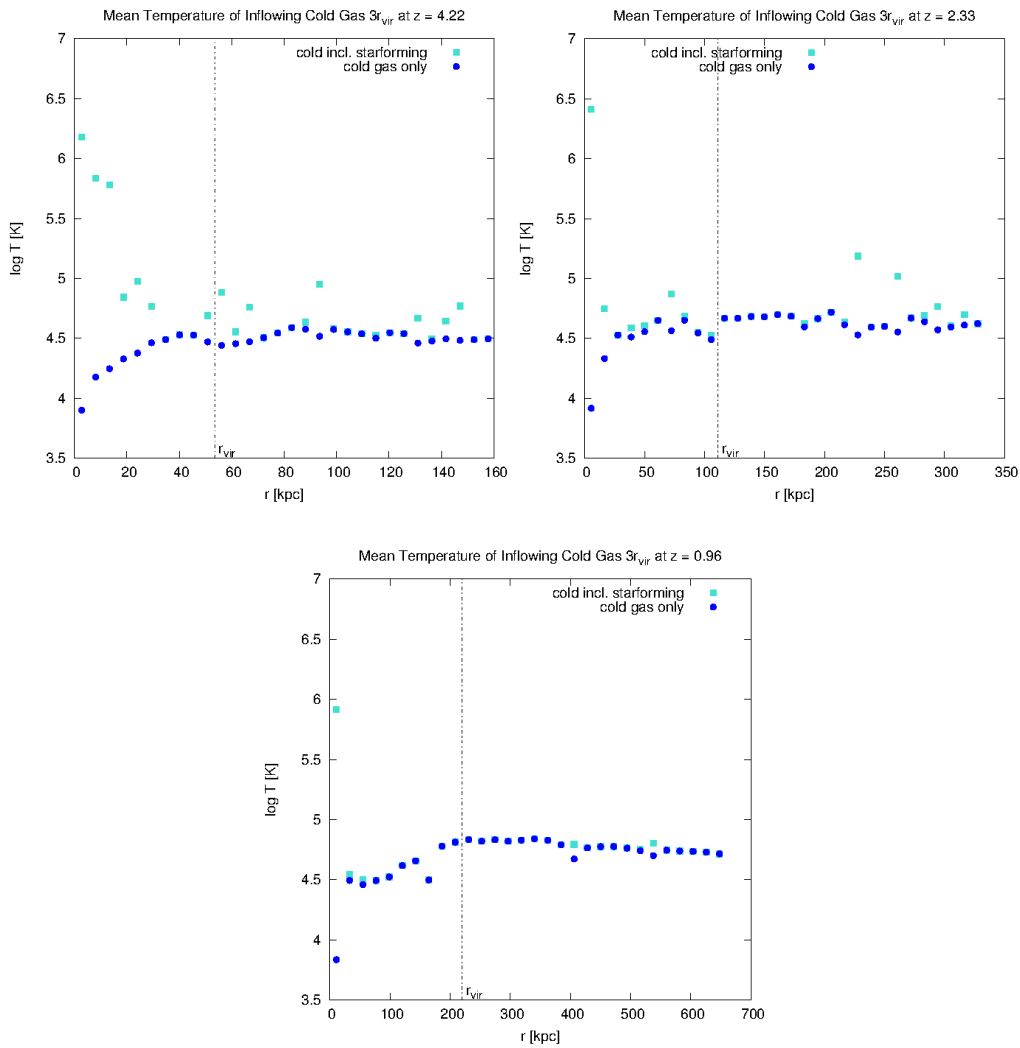 Mean Temperature of Inflowing Cold Gas 3r_vir at z = 4.22
cold incl. starforming
cold gas only
7
6.5
6
5.5
5
4.5
4
3.5
log T [K]
r_vir
0 20 40 60 80 100 120 140 160
r [kpc]
Mean Temperature of Inflowing Cold Gas 3r_vir at z = 2.33
cold incl. starforming
cold gas only
7
6.5
6
5.5
5
4.5
4
3.5
log T [K]
r_vir
0 50 100 150 200 250 300 350
r [kpc]
Mean Temperature of Inflowing Cold Gas 3r_vir at z = 0.96
cold incl. starforming
cold gas only
7
6.5
6
5.5
5
4.5
4
3.5
log T [K]
r_vir
0 100 200 300 400 500 600 700
r [kpc]